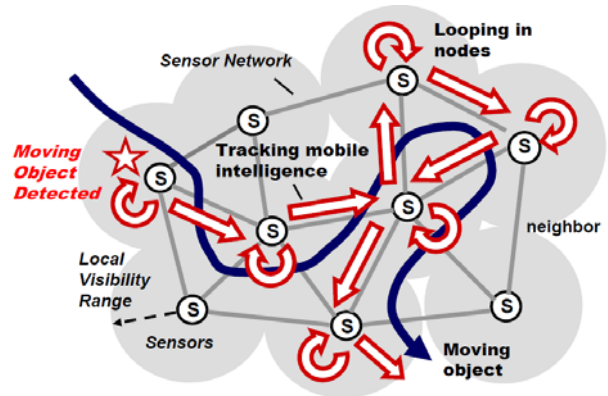 Looping in
nodes
Sensor Network
S
S
S
Moving
Object
Detected
Tracking mobile
intelligence
S
S
S
neighbor
Local
Visibility
Range
S
S
S
Sensors
Moving
object